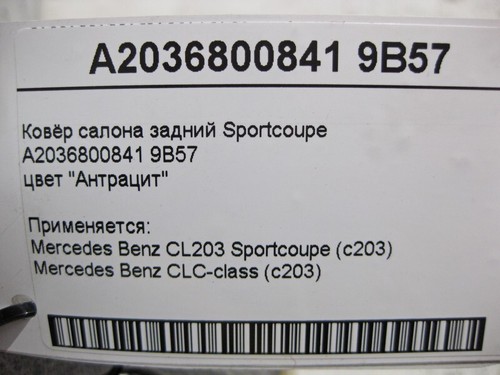 A2036800841 9B57
Ковёр салона задний Sportcoupe
A2036800841 9B57
цвет "Антрацит"
Применяется:
Mercedes Benz CL203 Sportcoupe (c203)
Mercedes Benz CLC-class (c203)